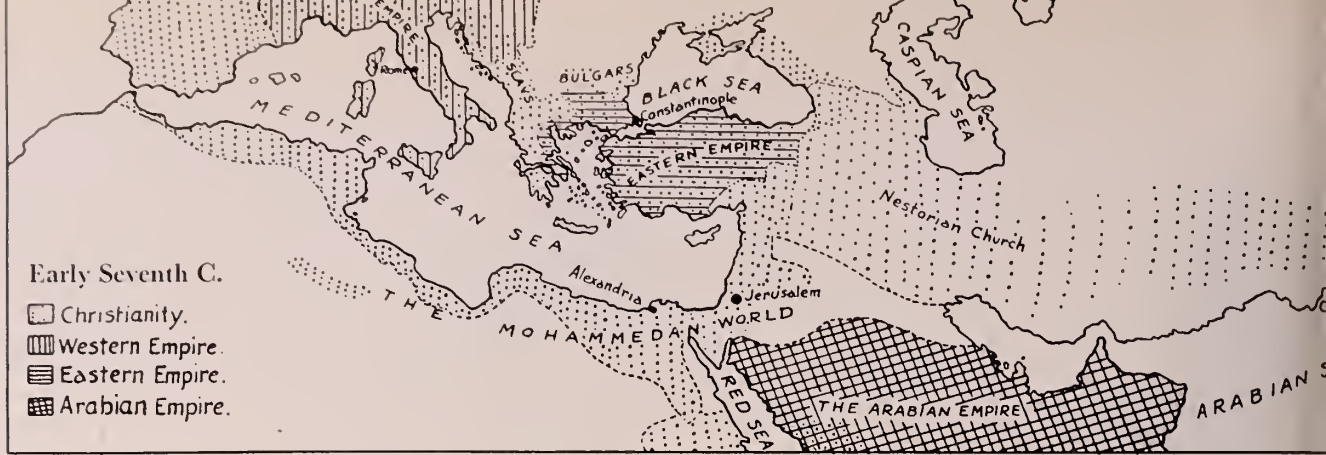 EMPIRE
CASPIAN SEA
SLAVS
BULGARS
BLACK SEA
Rome
Constantinople
MEDITERRANEAN SEA
EASTERN EMPIRE
Nestorian Church
Alexandria
Jerusalem
THE MOHAMMEDAN WORLD
RED SEA
THE ARABIAN EMPIRE
ARABIAN S
Early Seventh C.
Christianity.
Western Empire.
Eastern Empire.
Arabian Empire.